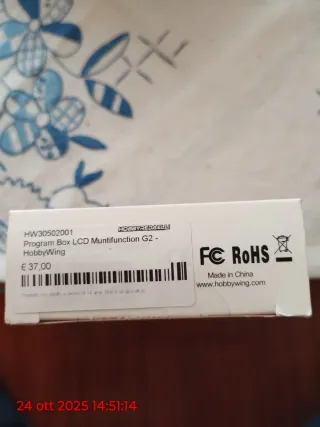 HW30502001
Program Box LCD Muntifunction G2 -
HobbyWing
€ 37,00
FC RoHS
Made in China
www.hobbywing.com
24 ott 2025 14:51:14